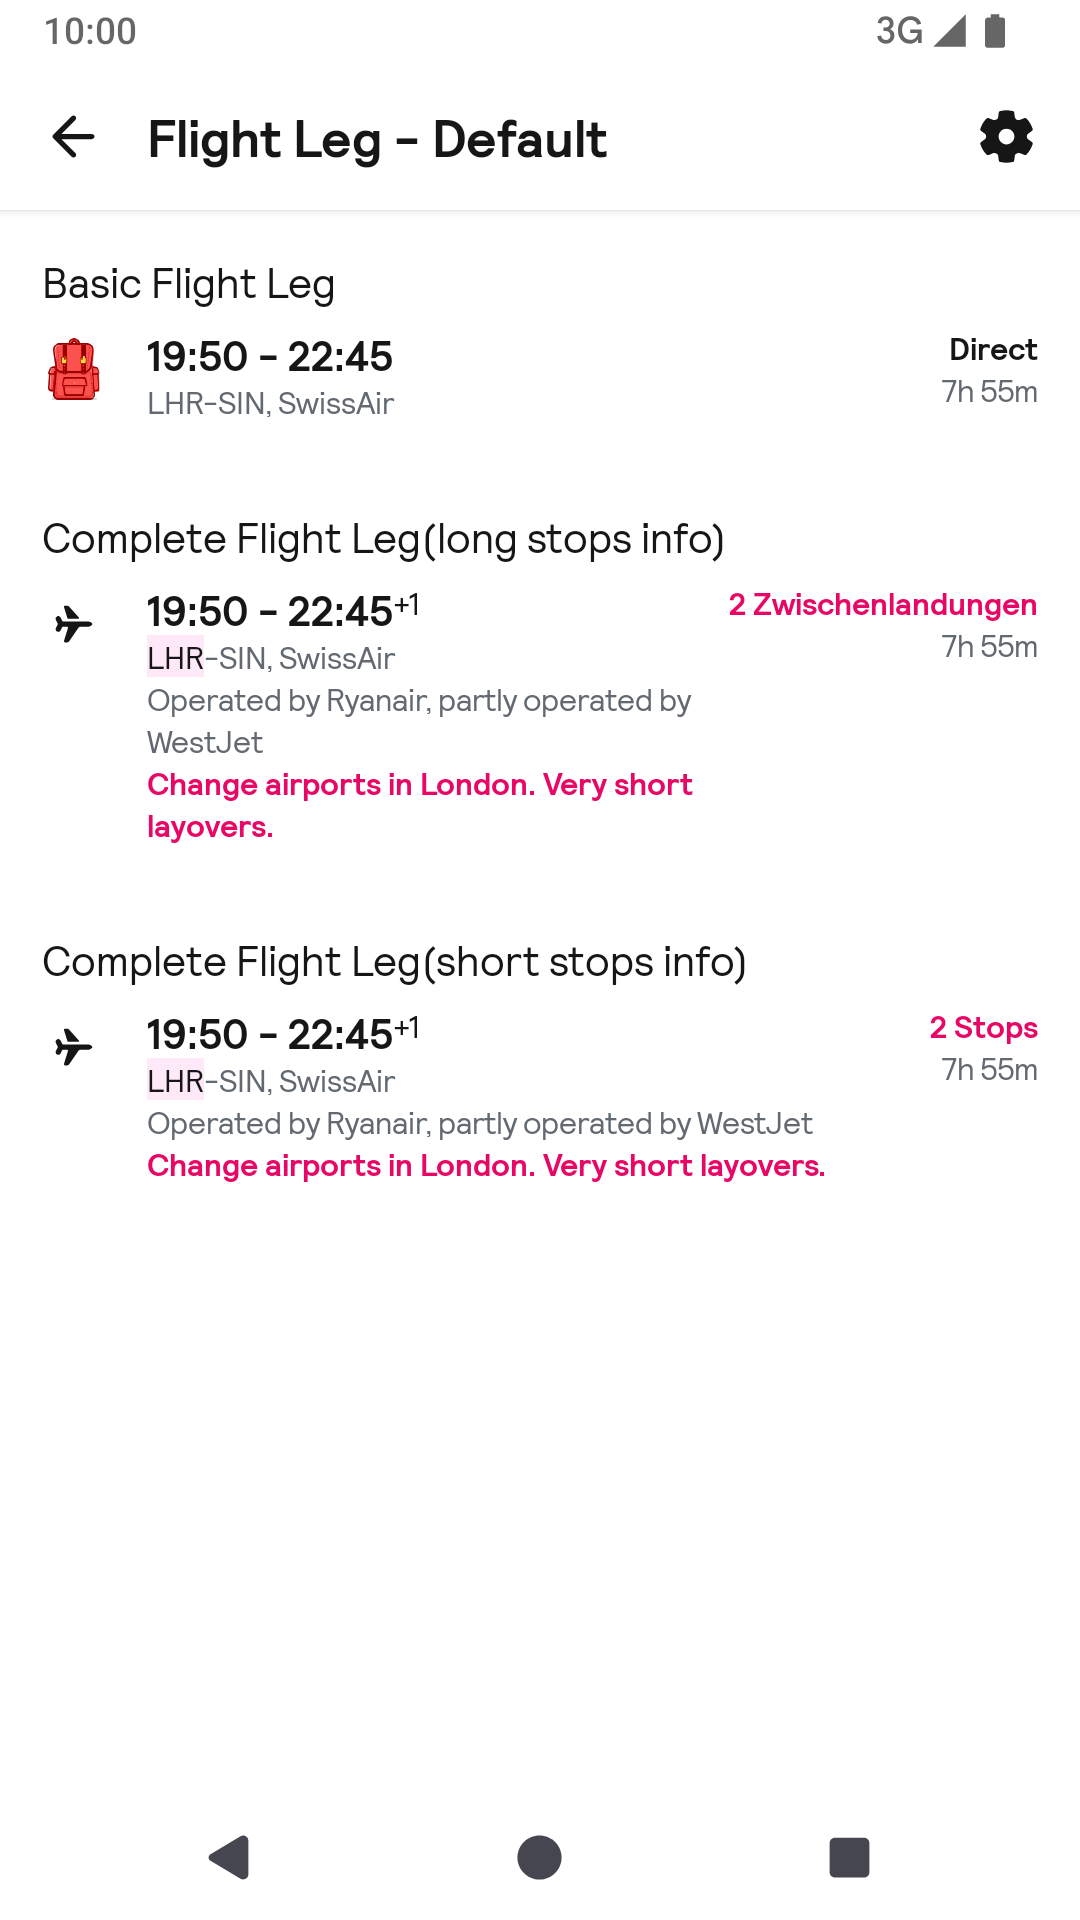 10:00 3G
Flight Leg – Default
Basic Flight Leg
19:50 – 22:45 Direct
LHR–SIN, SwissAir 7h 55m
Complete Flight Leg(long stops info)
19:50 – 22:45+1 2 Zwischenlandungen
LHR–SIN, SwissAir 7h 55m
Operated by Ryanair, partly operated by
WestJet
Change airports in London. Very short
layovers.
Complete Flight Leg(short stops info)
19:50 – 22:45+1 2 Stops
LHR–SIN, SwissAir 7h 55m
Operated by Ryanair, partly operated by WestJet
Change airports in London. Very short layovers.